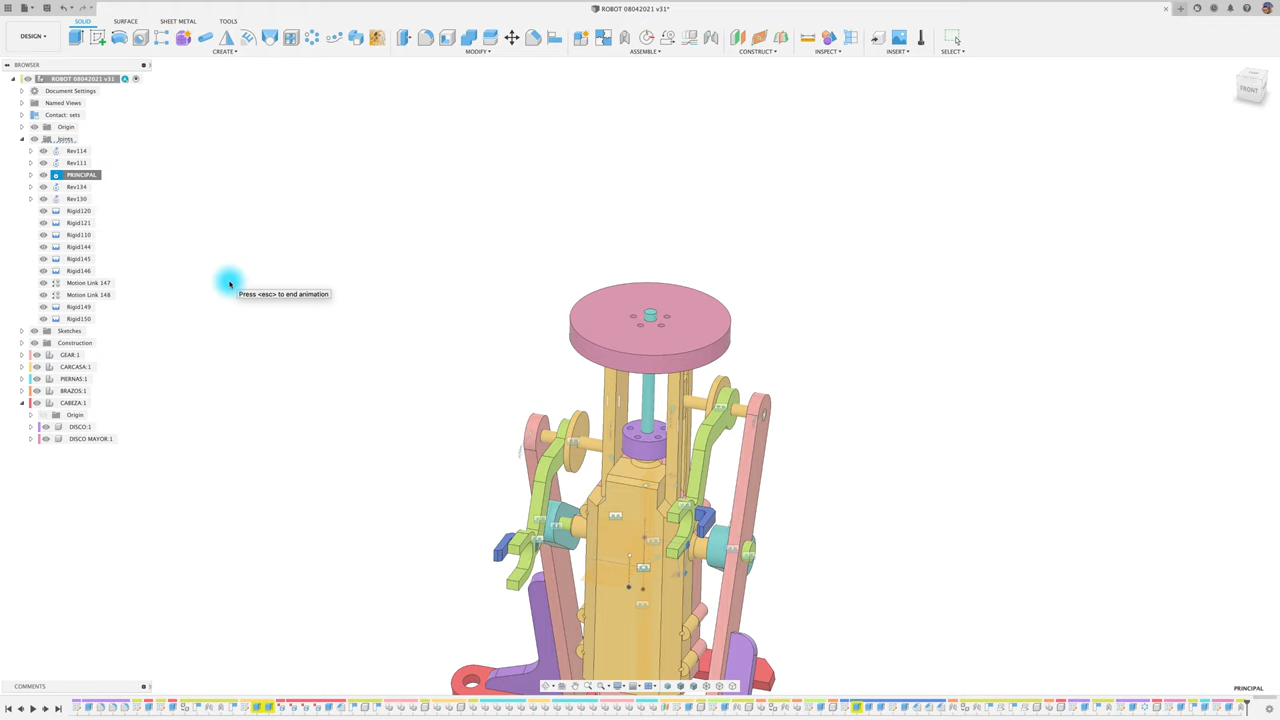 ROBOT 08042021 v31*
DESIGN
SOLID
SURFACE
SHEET METAL
TOOLS
CREATE
MODIFY
ASSEMBLE
CONSTRUCT
INSPECT
INSERT
SELECT
BROWSER
ROBOT 08042021 v31
Document Settings
Named Views
Contact: sets
Origin
Joints
Rev114
Rev111
PRINCIPAL
Rev134
Rev130
Rigid120
Rigid121
Rigid110
Rigid144
Rigid145
Rigid146
Motion Link 147
Motion Link 148
Rigid149
Rigid150
Sketches
Construction
GEAR:1
CARCASA:1
PIERNAS:1
BRAZOS:1
CABEZA:1
Origin
DISCO:1
DISCO MAYOR:1
Press <esc> to end animation
FRONT
COMMENTS
PRINCIPAL